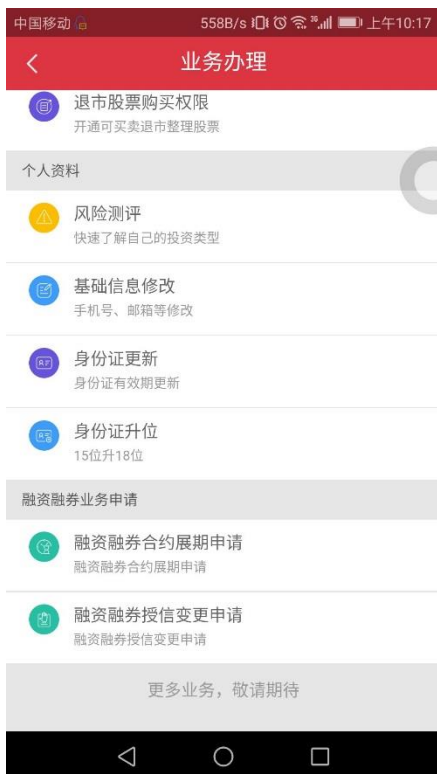 中国移动 558B/s 上午10:17
业务办理
退市股票购买权限
开通可买卖退市整理股票
个人资料
风险测评
快速了解自己的投资类型
基础信息修改
手机号、邮箱等修改
身份证更新
身份证有效期更新
身份证升位
15位升18位
融资融券业务申请
融资融券合约展期申请
融资融券合约展期申请
融资融券授信变更申请
融资融券授信变更申请
更多业务，敬请期待